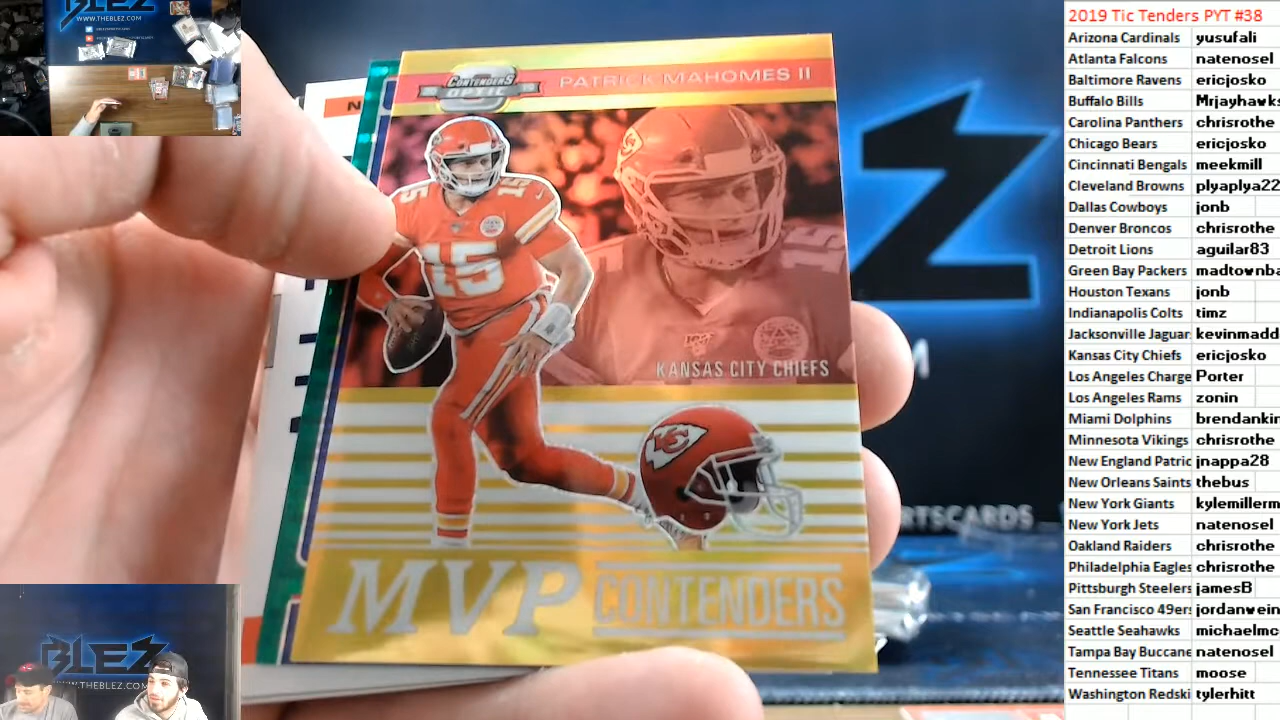 BLEZ
WWW.THEBLEZ.COM
CONTENDERS
OPTIC
PATRICK MAHOMES II
15
15
15
KANSAS CITY CHIEFS
MVP CONTENDERS
RTSCARDS
BLEZ
WWW.THEBLEZ.COM
2019 Tic Tenders PYT #38
Arizona Cardinals yusufali
Atlanta Falcons natenosel
Baltimore Ravens ericjosko
Buffalo Bills Mrjayhawks
Carolina Panthers chrisrothe
Chicago Bears ericjosko
Cincinnati Bengals meekmill
Cleveland Browns plyaplya22
Dallas Cowboys jonb
Denver Broncos chrisrothe
Detroit Lions aguilar83
Green Bay Packers madtownba
Houston Texans jonb
Indianapolis Colts timz
Jacksonville Jaguar kevinmadd
Kansas City Chiefs ericjosko
Los Angeles Charge Porter
Los Angeles Rams zonin
Miami Dolphins brendankin
Minnesota Vikings chrisrothe
New England Patric jnappa28
New Orleans Saints thebus
New York Giants kylemillerm
New York Jets natenosel
Oakland Raiders chrisrothe
Philadelphia Eagles chrisrothe
Pittsburgh Steelers jamesB
San Francisco 49ers jordanwein
Seattle Seahawks michaelmc
Tampa Bay Buccane natenosel
Tennessee Titans moose
Washington Redski tylerhitt